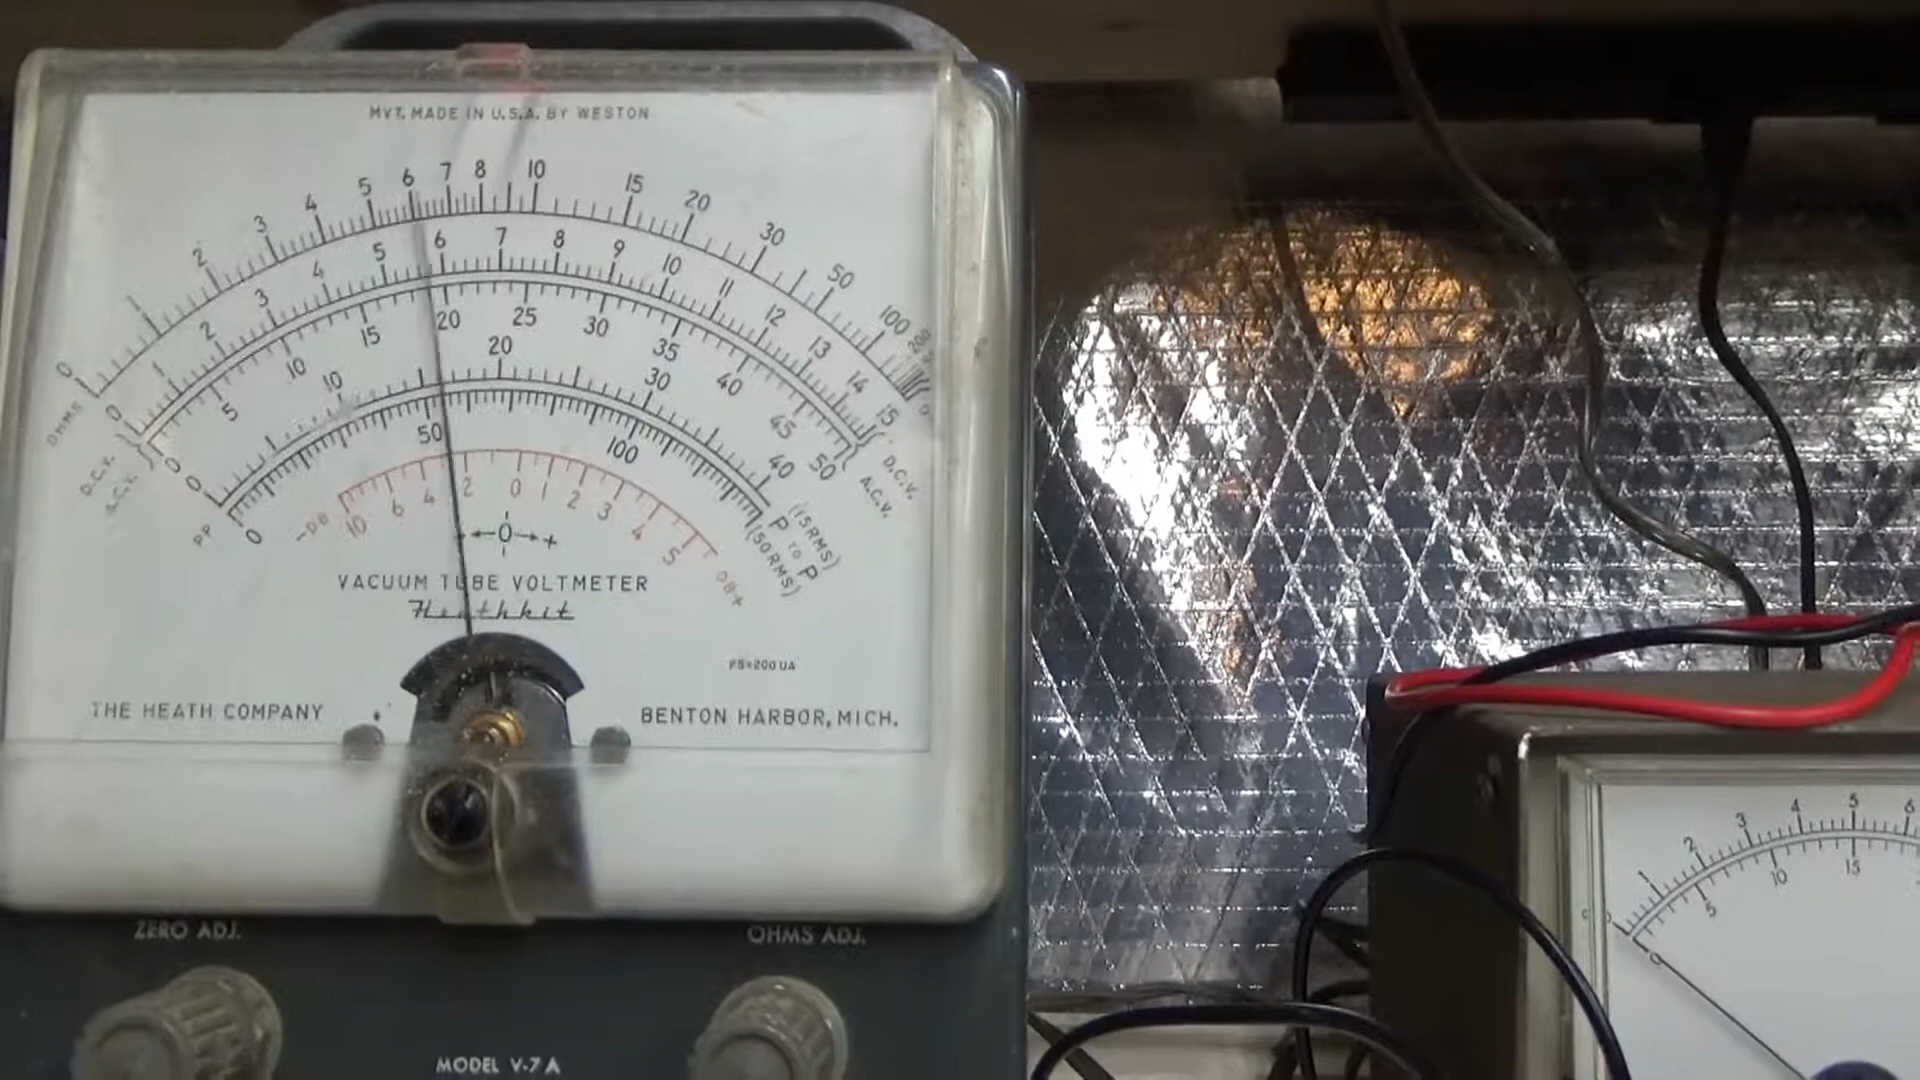 MVT. MADE IN U.S.A. BY WESTON
0 1 2 3 4 5 6 7 8 10 15 20 30 50 100 200
OHMS
0 1 2 3 4 5 6 7 8 9 10 11 12 13 14 15
D.C.V. D.C.V.
A.C.V. A.C.V.
0 5 10 15 20 25 30 35 40 45 50
0 10 20 30 40
(15RMS)
P TO P
(50RMS)
PP
0 50 100
-DB 10 6 4 2 0 1 2 3 4 5 DB+
-0-+
VACUUM TUBE VOLTMETER
Heathkit
FS=200UA
THE HEATH COMPANY
BENTON HARBOR, MICH.
ZERO ADJ.
OHMS ADJ.
MODEL V-7A
0 1 2 3 4 5 6
0 5 10 15